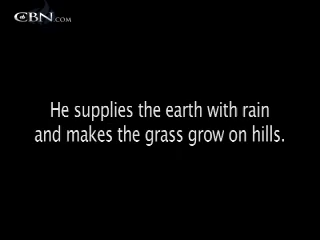 CBN.COM
He supplies the earth with rain
and makes the grass grow on hills.